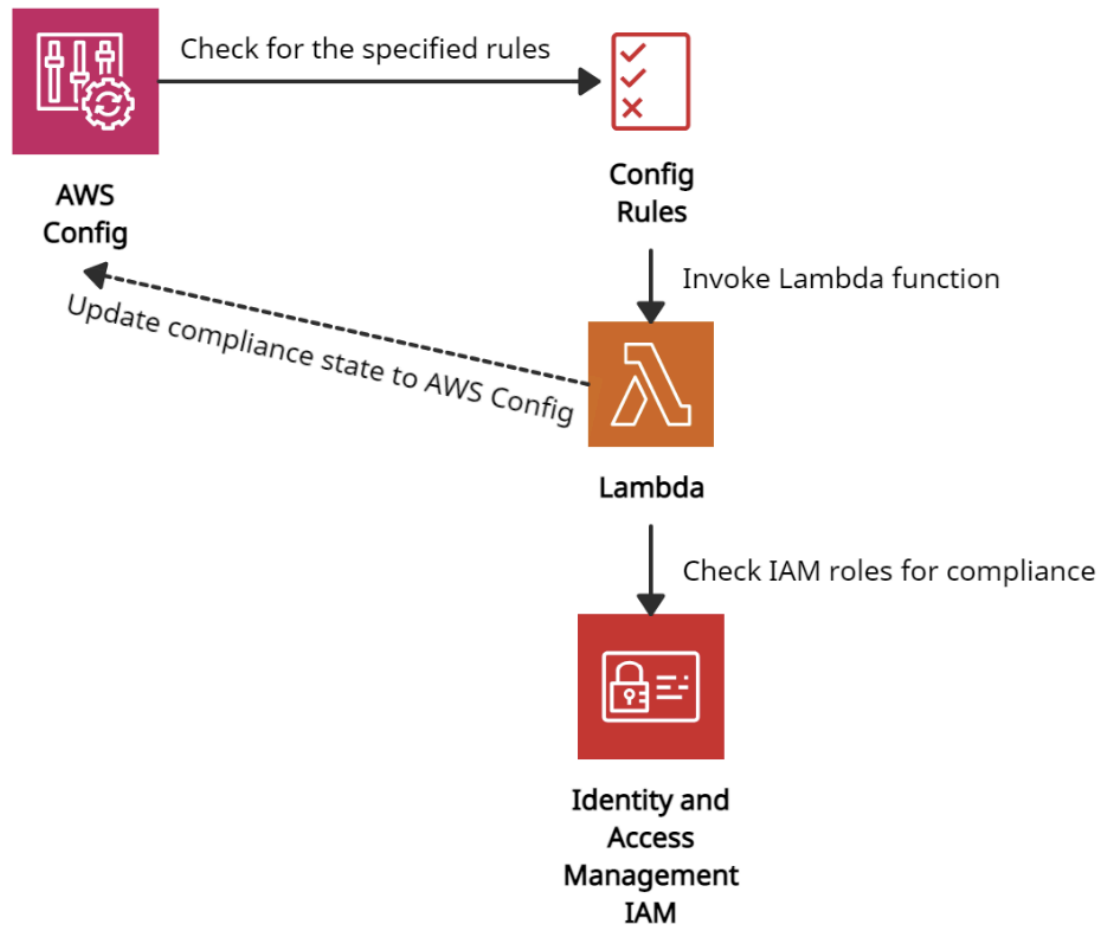 Check for the specified rules
AWS
Config
Config
Rules
Invoke Lambda function
Update compliance state to AWS Config
Lambda
Check IAM roles for compliance
Identity and
Access
Management
IAM